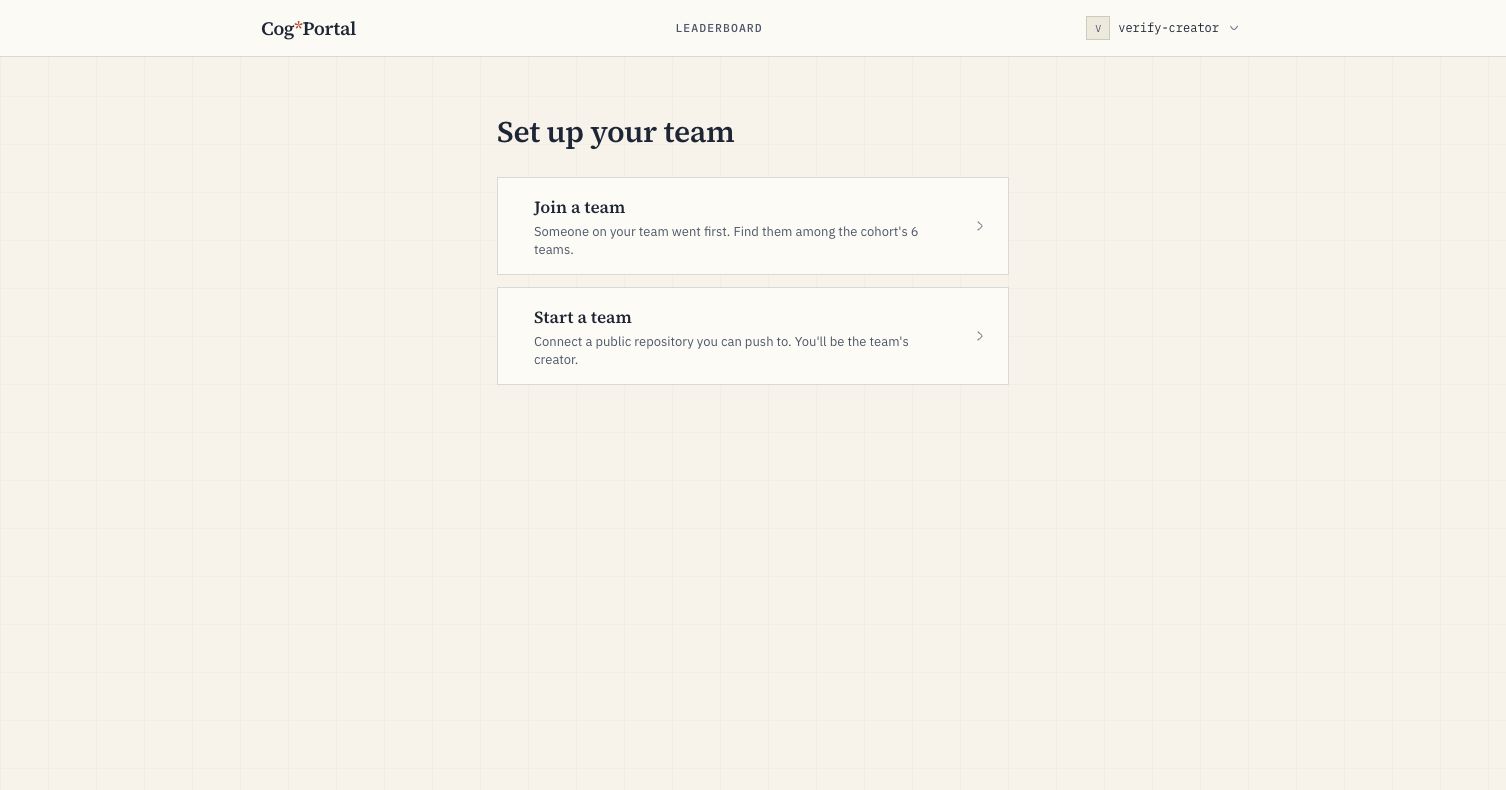 Cog*Portal
LEADERBOARD
V
verify-creator
Set up your team
Join a team
Someone on your team went first. Find them among the cohort's 6
teams.
Start a team
Connect a public repository you can push to. You'll be the team's
creator.